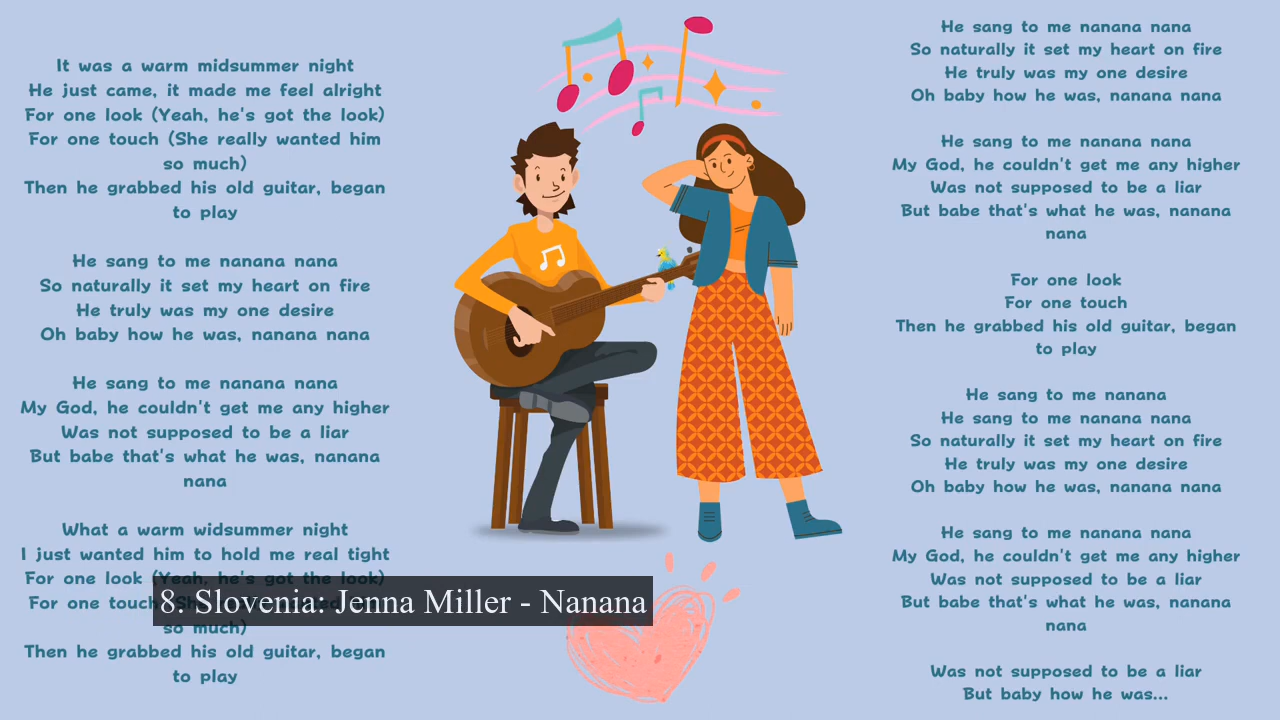 It was a warm midsummer night
He just came, it made me feel alright
For one look (Yeah, he's got the look)
For one touch (She really wanted him
so much)
Then he grabbed his old guitar, began
to play
He sang to me nanana nana
So naturally it set my heart on fire
He truly was my one desire
Oh baby how he was, nanana nana
He sang to me nanana nana
My God, he couldn't get me any higher
Was not supposed to be a liar
But babe that's what he was, nanana
nana
What a warm widsummer night
I just wanted him to hold me real tight
For one look (Yeah, he's got the look)
For one touch
so much)
Then he grabbed his old guitar, began
to play
8. Slovenia: Jenna Miller - Nanana
He sang to me nanana nana
So naturally it set my heart on fire
He truly was my one desire
Oh baby how he was, nanana nana
He sang to me nanana nana
My God, he couldn't get me any higher
Was not supposed to be a liar
But babe that's what he was, nanana
nana
For one look
For one touch
Then he grabbed his old guitar, began
to play
He sang to me nanana
He sang to me nanana nana
So naturally it set my heart on fire
He truly was my one desire
Oh baby how he was, nanana nana
He sang to me nanana nana
My God, he couldn't get me any higher
Was not supposed to be a liar
But babe that's what he was, nanana
nana
Was not supposed to be a liar
But baby how he was...